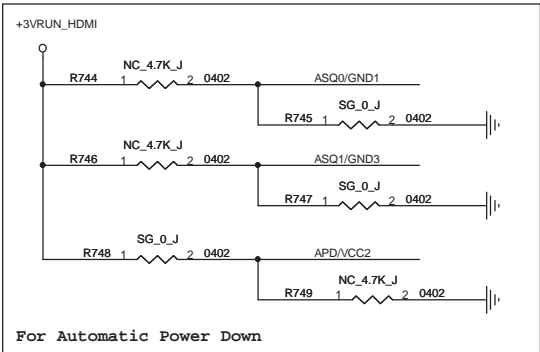 +3VRUN_HDMI
NC_4.7K_J
R744 1 2 0402 ASQ0/GND1
SG_0_J
R745 1 2 0402
NC_4.7K_J
R746 1 2 0402 ASQ1/GND3
SG_0_J
R747 1 2 0402
SG_0_J
R748 1 2 0402 APD/VCC2
NC_4.7K_J
R749 1 2 0402
For Automatic Power Down